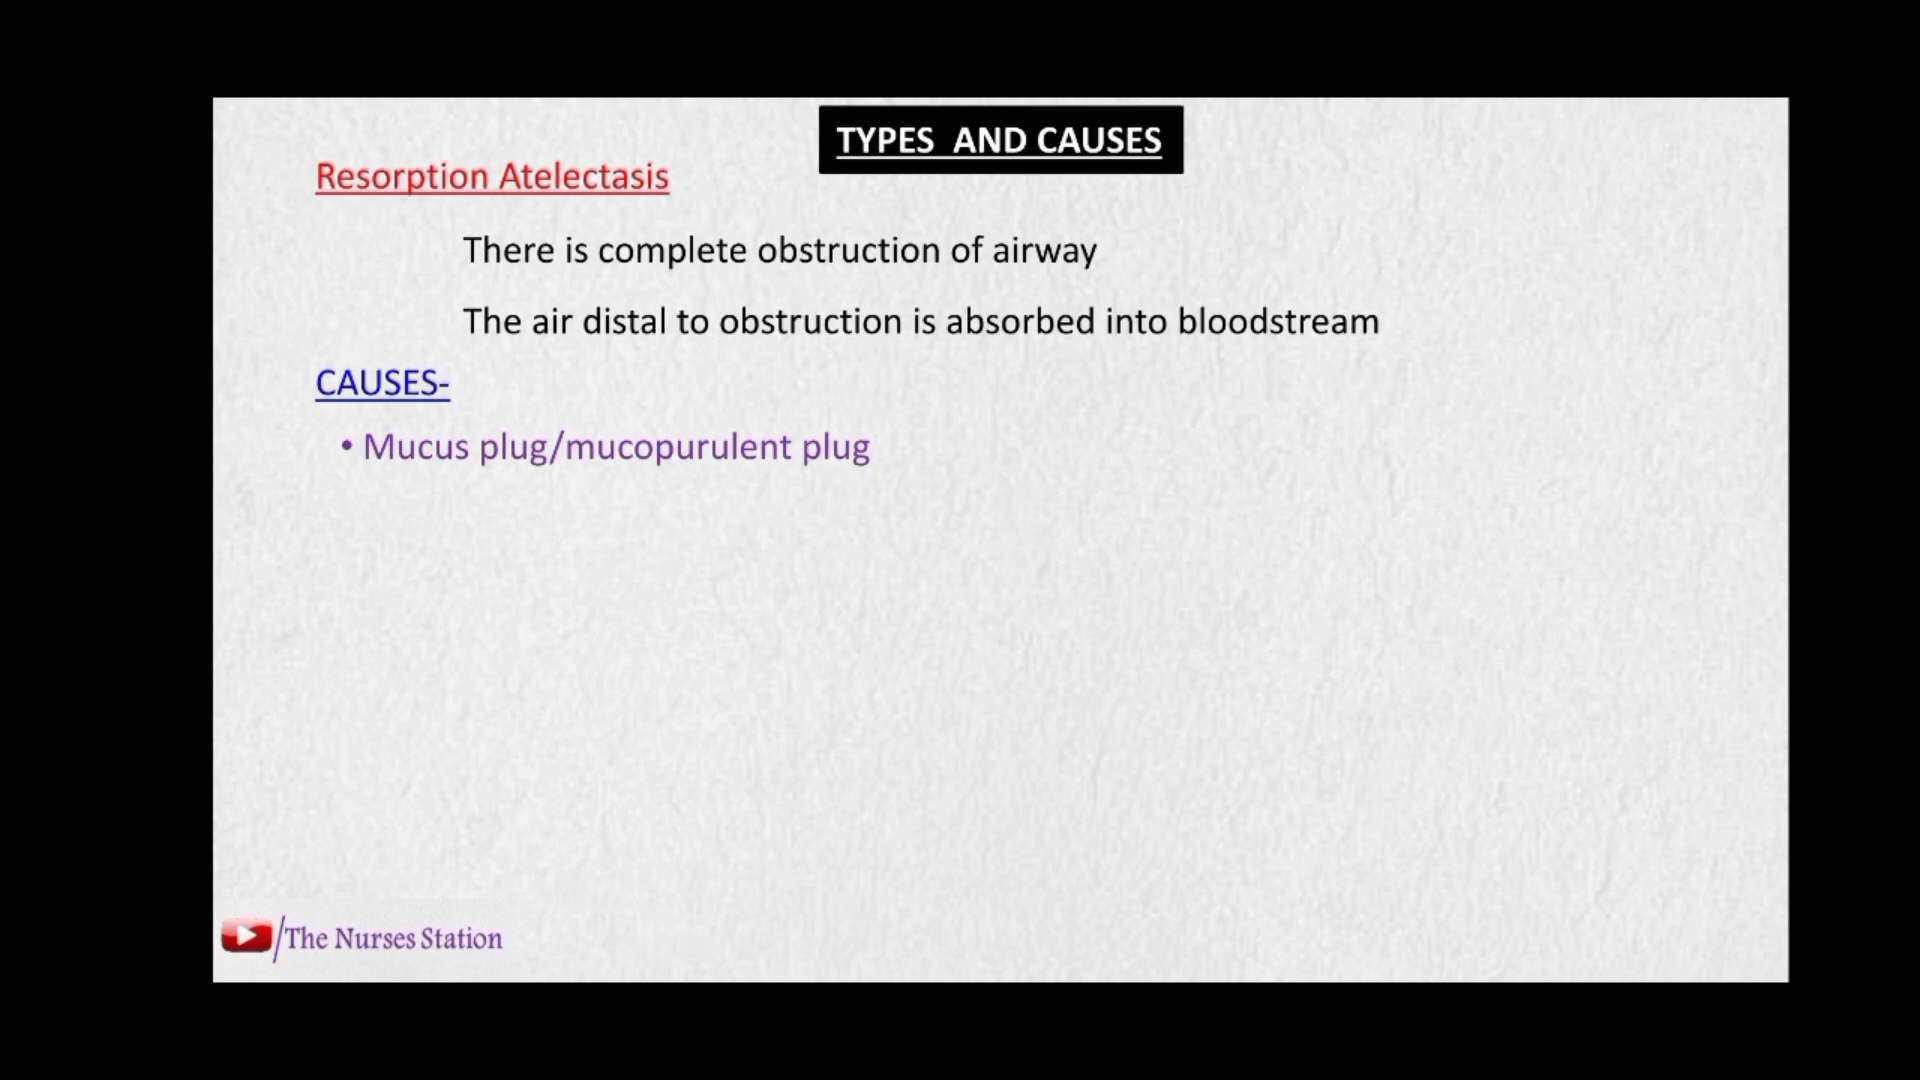 TYPES AND CAUSES
Resorption Atelectasis
There is complete obstruction of airway
The air distal to obstruction is absorbed into bloodstream
CAUSES-
• Mucus plug/mucopurulent plug
/The Nurses Station